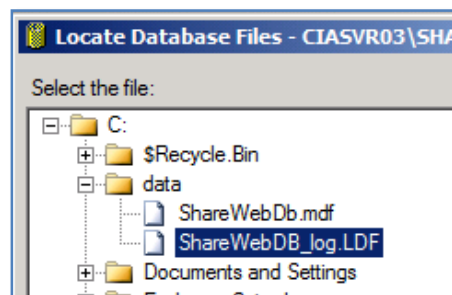 Locate Database Files - CIASVR03\SHA
Select the file:
C:
$Recycle.Bin
data
ShareWebDb.mdf
ShareWebDB_log.LDF
Documents and Settings